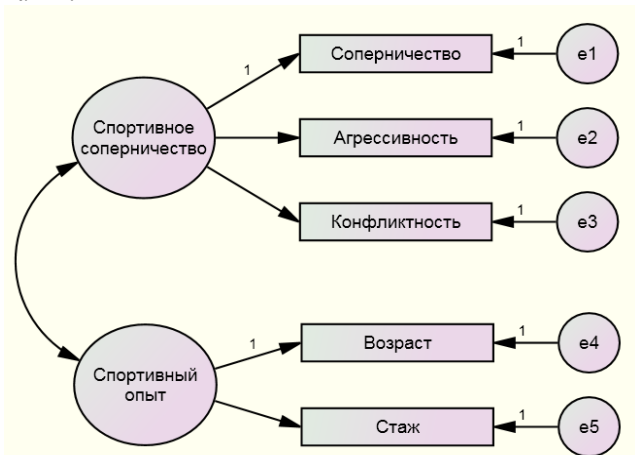 1
Соперничество
1
e1
Спортивное
соперничество
Агрессивность
1
e2
Конфликтность
1
e3
Спортивный
опыт
1
Возраст
1
e4
Стаж
1
e5